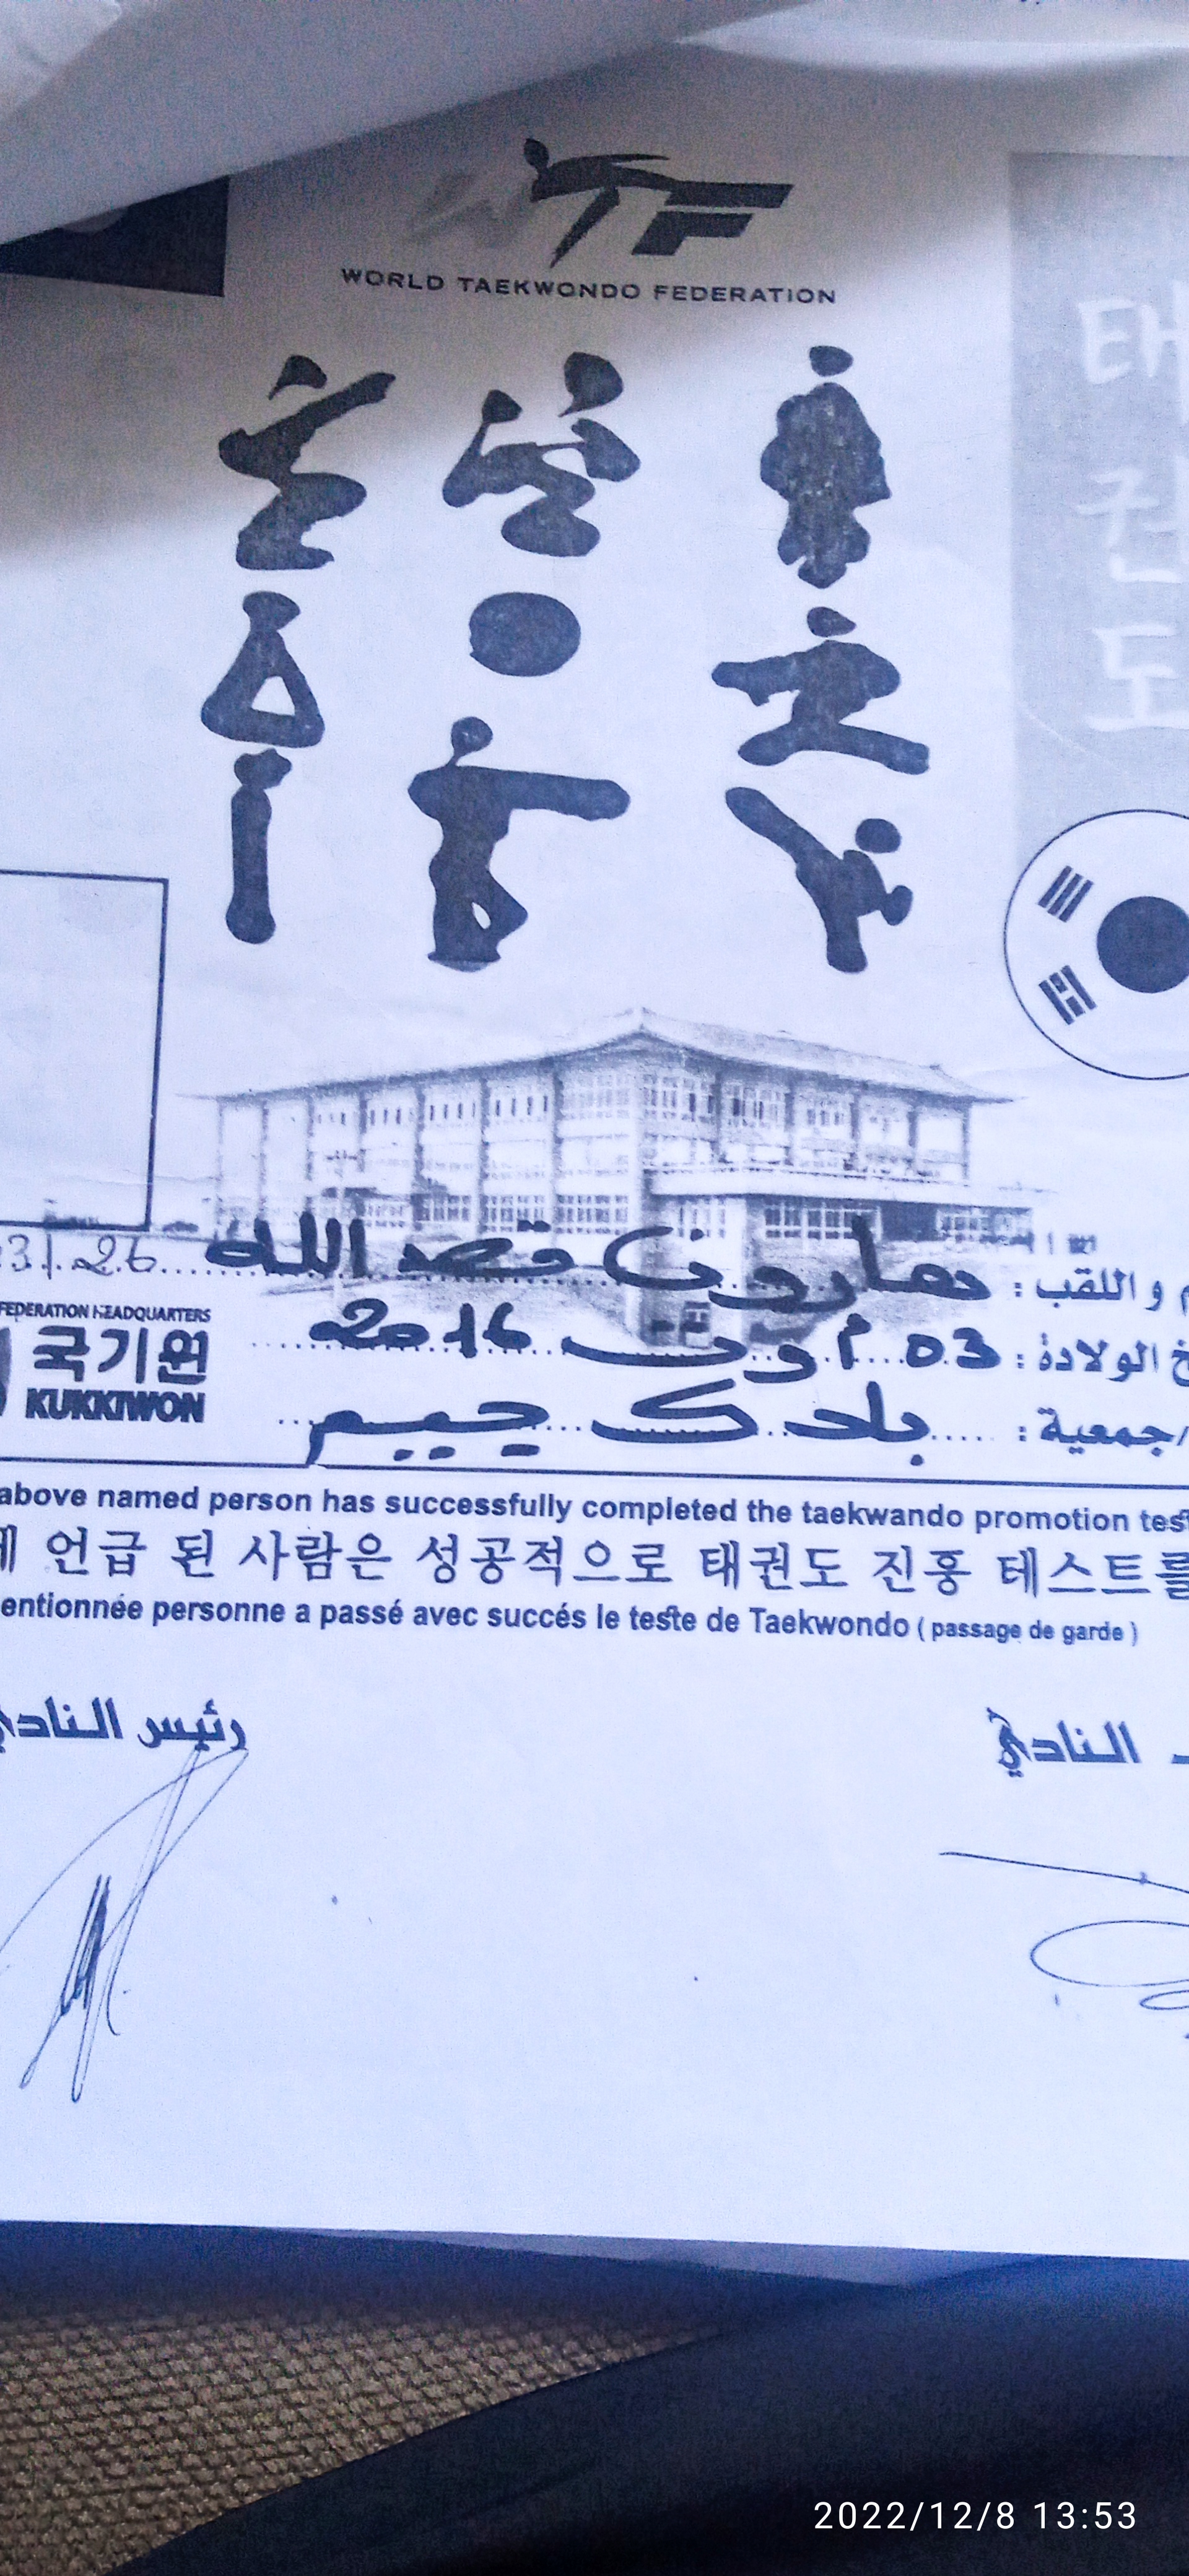 WORLD TAEKWONDO FEDERATION
태
권
도
و اللقب : هارون قصد الله
31.26
الولادة : 03 أوت 2016
FEDERATION HEADQUARTERS
국기원
KUKKIWON
جمعية : بلاك جيم
above named person has successfully completed the taekwando promotion test
언급 된 사람은 성공적으로 태권도 진흥 테스트를
entionnée personne a passé avec succés le teste de Taekwondo ( passage de garde )
النادي
رئيس النادي
2022/12/8 13:53